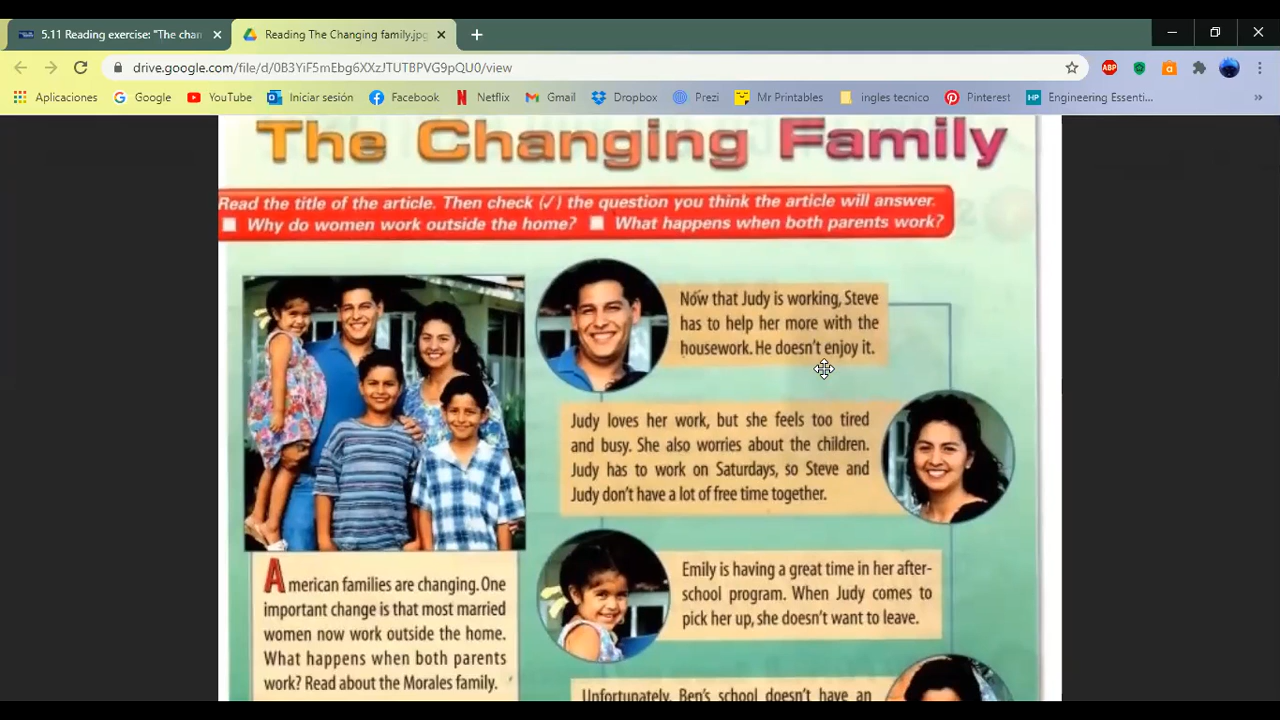 5.11 Reading exercise: "The chan
Reading The Changing family.jpg
drive.google.com/file/d/0B3YiF5mEbg6XXzJTUTBPVG9pQU0/view
ABP
Aplicaciones
Google
YouTube
Iniciar sesión
Facebook
Netflix
Gmail
Dropbox
Prezi
Mr Printables
ingles tecnico
Pinterest
HP
Engineering Essenti...
The Changing Family
Read the title of the article. Then check (✓) the question you think the article will answer.
Why do women work outside the home? What happens when both parents work?
Now that Judy is working, Steve
has to help her more with the
housework. He doesn't enjoy it.
Judy loves her work, but she feels too tired
and busy. She also worries about the children.
Judy has to work on Saturdays, so Steve and
Judy don't have a lot of free time together.
Emily is having a great time in her after-
school program. When Judy comes to
pick her up, she doesn't want to leave.
American families are changing. One
important change is that most married
women now work outside the home.
What happens when both parents
work? Read about the Morales family.
Unfortunately, Ben's school doesn't have an